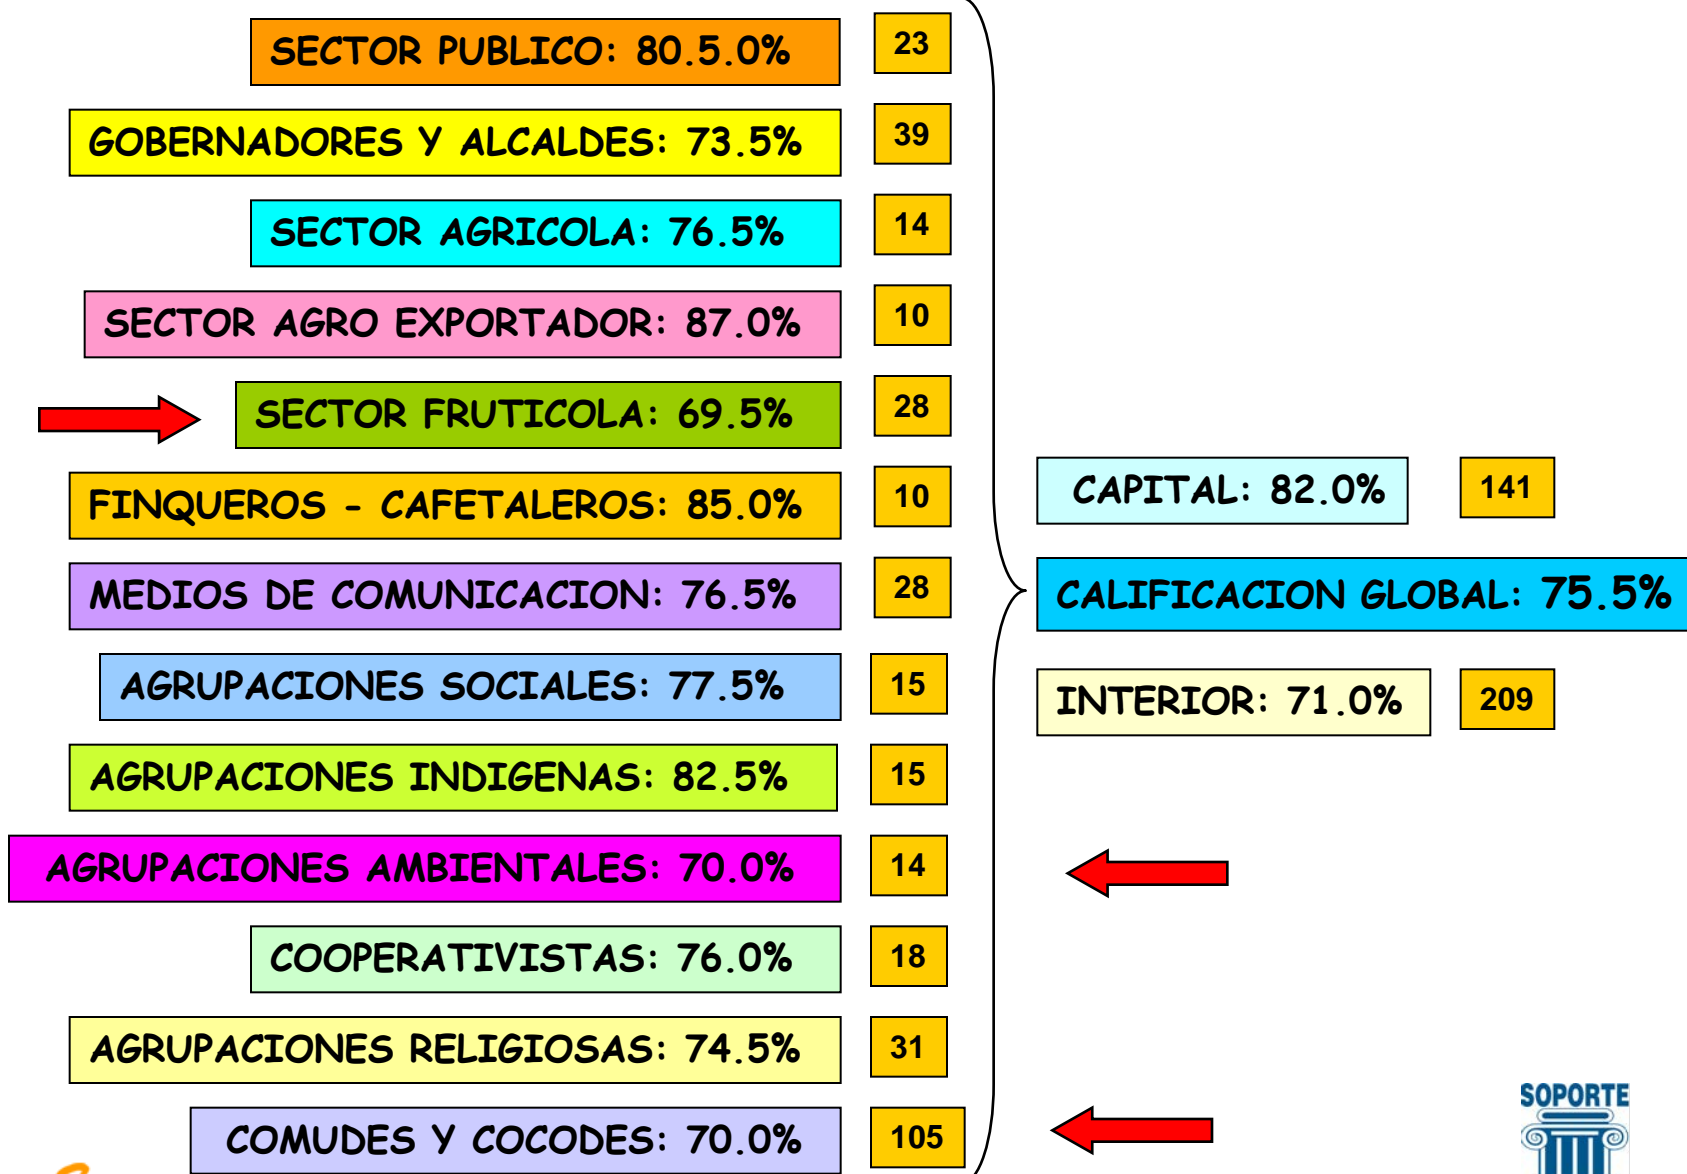 SECTOR PUBLICO: 80.5.0% 23
GOBERNADORES Y ALCALDES: 73.5% 39
SECTOR AGRICOLA: 76.5% 14
SECTOR AGRO EXPORTADOR: 87.0% 10
SECTOR FRUTICOLA: 69.5% 28
FINQUEROS - CAFETALEROS: 85.0% 10
MEDIOS DE COMUNICACION: 76.5% 28
AGRUPACIONES SOCIALES: 77.5% 15
AGRUPACIONES INDIGENAS: 82.5% 15
AGRUPACIONES AMBIENTALES: 70.0% 14
COOPERATIVISTAS: 76.0% 18
AGRUPACIONES RELIGIOSAS: 74.5% 31
COMUDES Y COCODES: 70.0% 105
CAPITAL: 82.0% 141
CALIFICACION GLOBAL: 75.5%
INTERIOR: 71.0% 209
SOPORTE